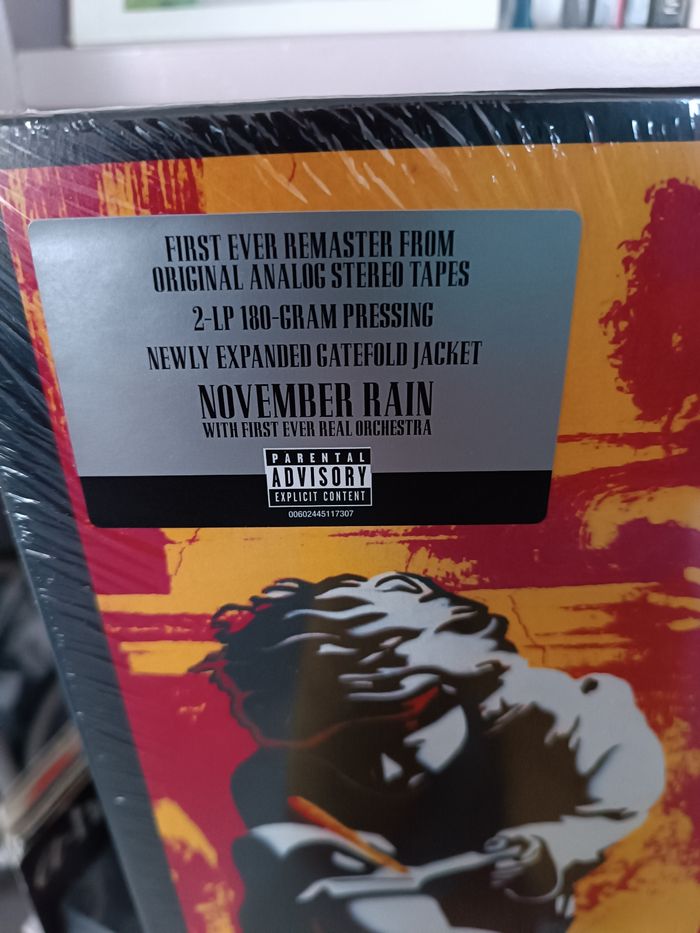 FIRST EVER REMASTER FROM
ORIGINAL ANALOG STEREO TAPES
2-LP 180-GRAM PRESSING
NEWLY EXPANDED GATEFOLD JACKET
NOVEMBER RAIN
WITH FIRST EVER REAL ORCHESTRA
PARENTAL
ADVISORY
EXPLICIT CONTENT
00602445117307